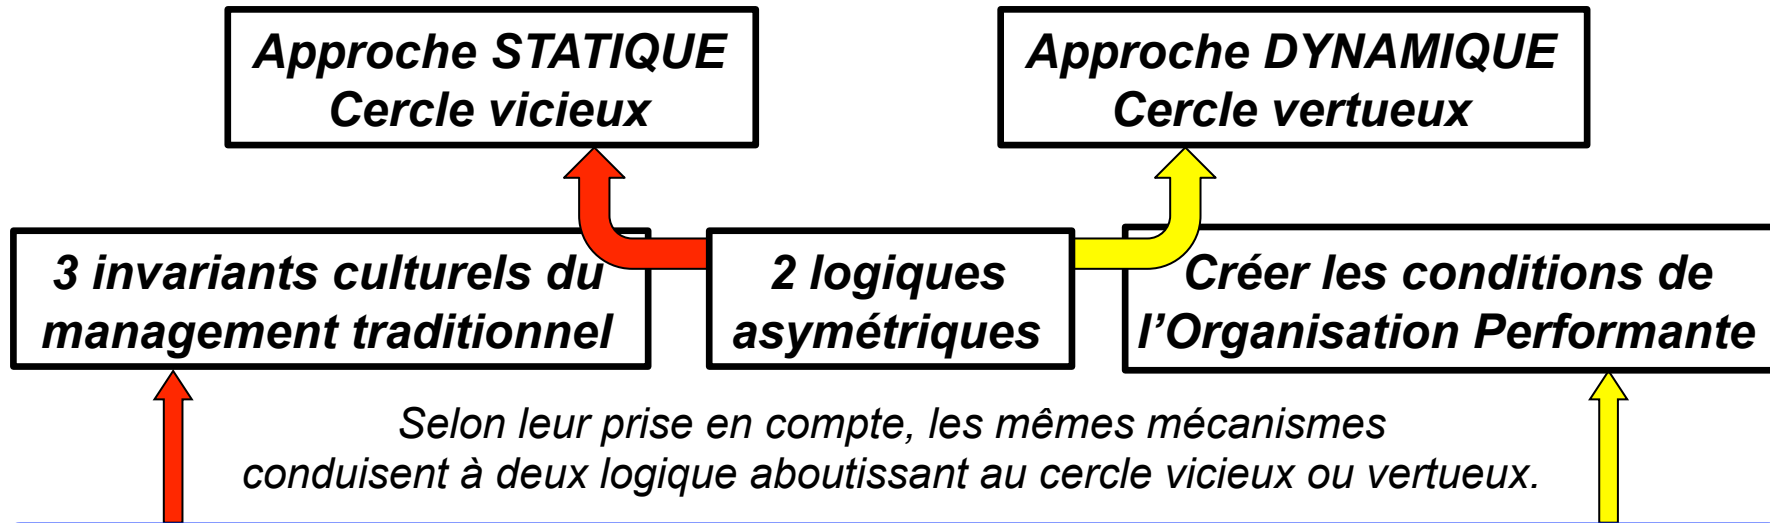 Approche STATIQUE
Cercle vicieux
Approche DYNAMIQUE
Cercle vertueux
3 invariants culturels du
management traditionnel
2 logiques
asymétriques
Créer les conditions de
l’Organisation Performante
Selon leur prise en compte, les mêmes mécanismes
conduisent à deux logique aboutissant au cercle vicieux ou vertueux.